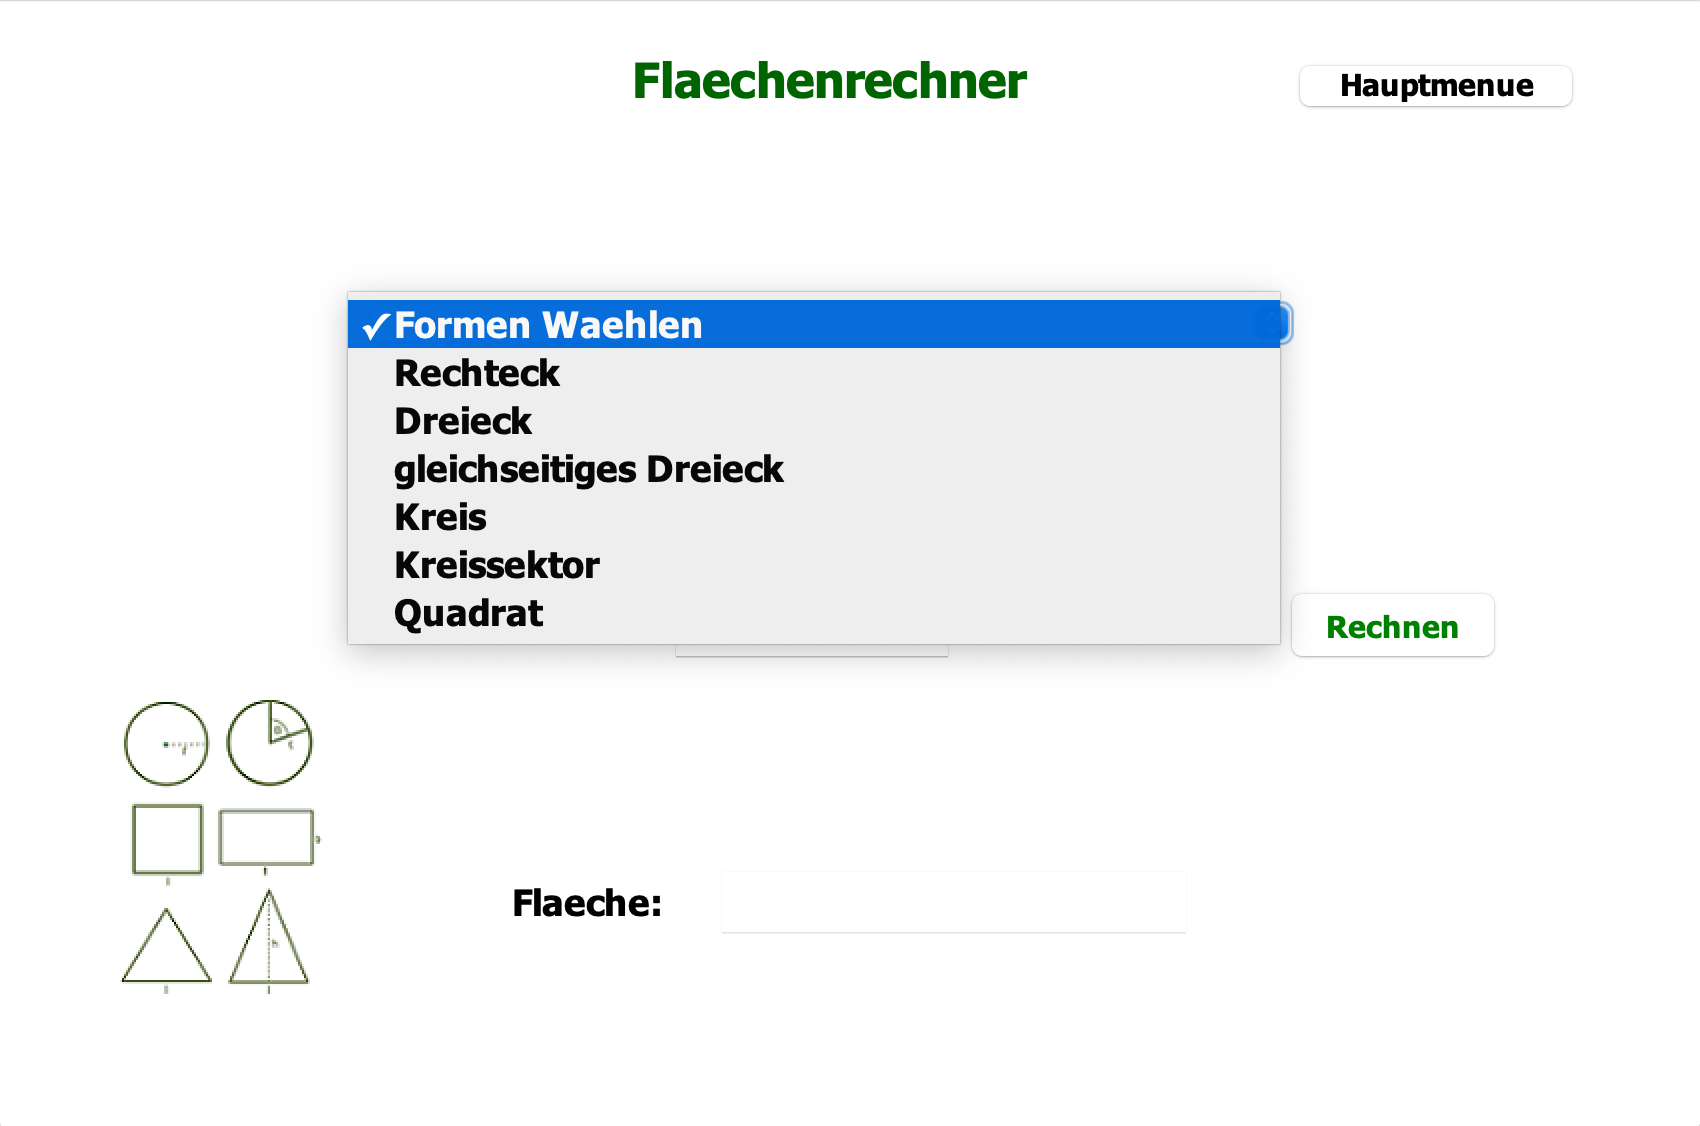 Flaechenrechner
Hauptmenue
✓Formen Waehlen
Rechteck
Dreieck
gleichseitiges Dreieck
Kreis
Kreissektor
Quadrat
Rechnen
Flaeche: